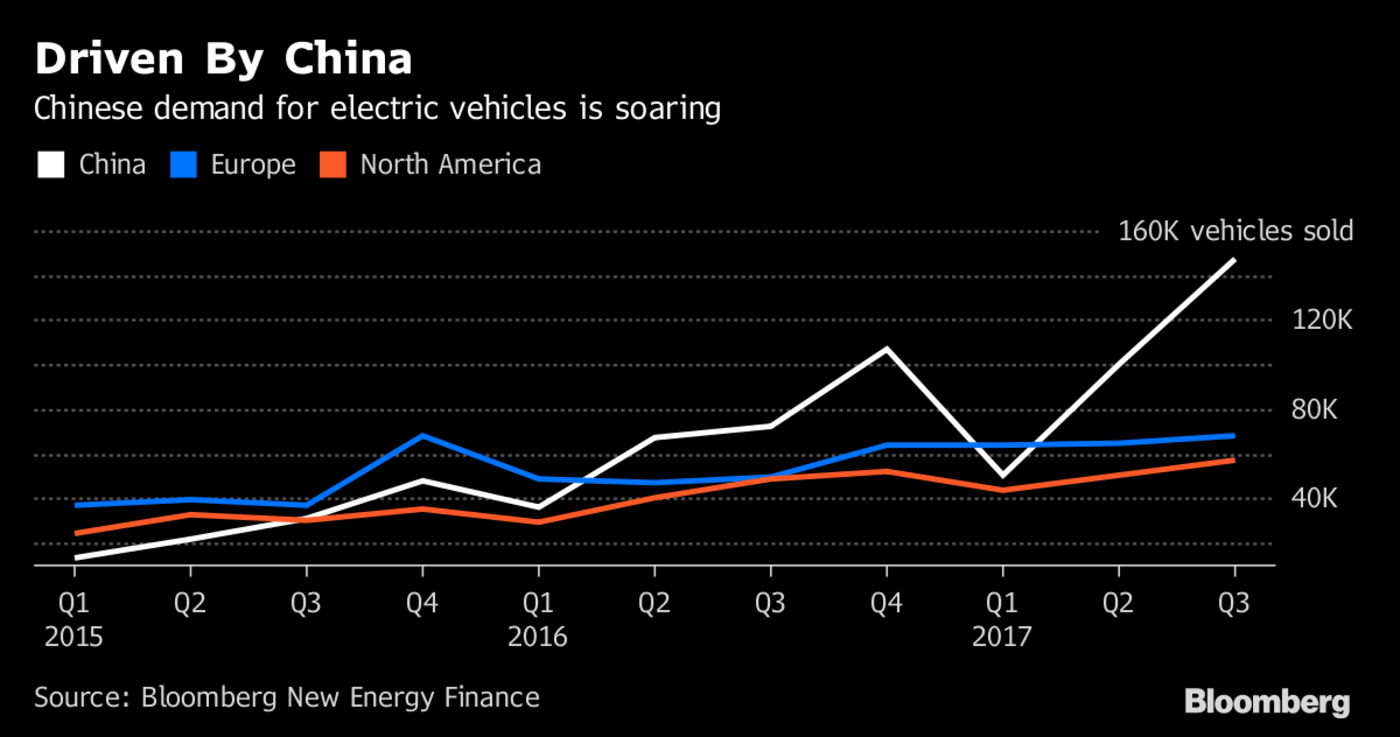 Driven By China
Chinese demand for electric vehicles is soaring
China Europe North America
160K vehicles sold
120K
80K
40K
Q1 Q2 Q3 Q4 Q1 Q2 Q3 Q4 Q1 Q2 Q3
2015 2016 2017
Source: Bloomberg New Energy Finance
Bloomberg